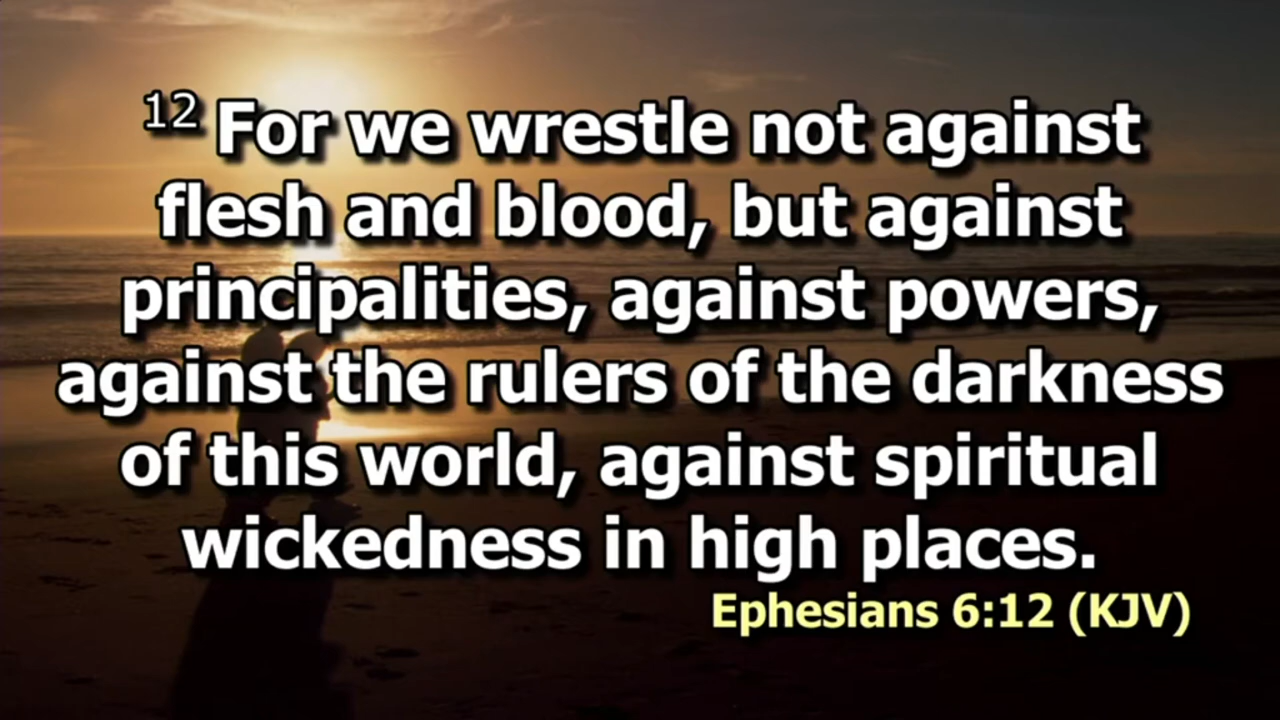 12 For we wrestle not against
flesh and blood, but against
principalities, against powers,
against the rulers of the darkness
of this world, against spiritual
wickedness in high places.
Ephesians 6:12 (KJV)